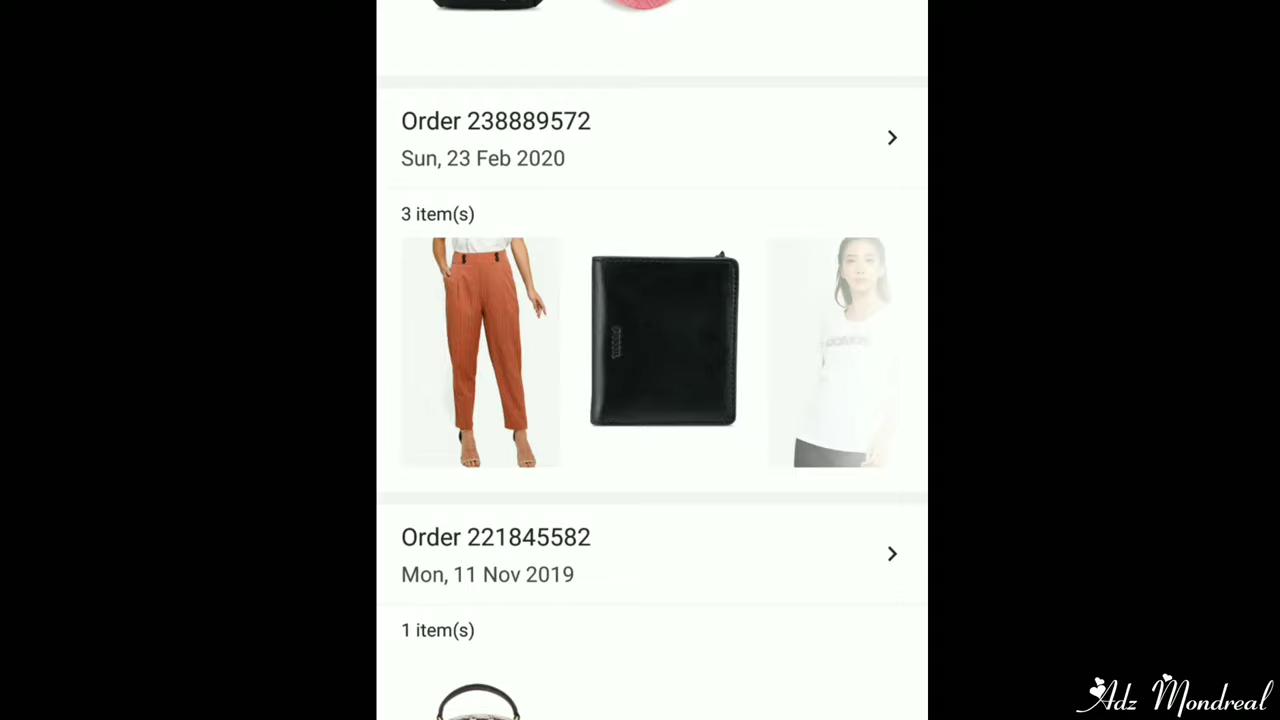 Order 238889572
Sun, 23 Feb 2020
3 item(s)
Order 221845582
Mon, 11 Nov 2019
1 item(s)
Adz Mondreal